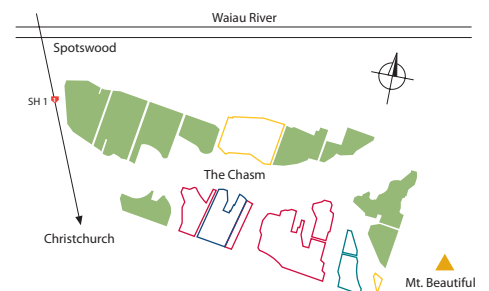 Waiau River
Spotswood
SH 1
The Chasm
Christchurch
Mt. Beautiful